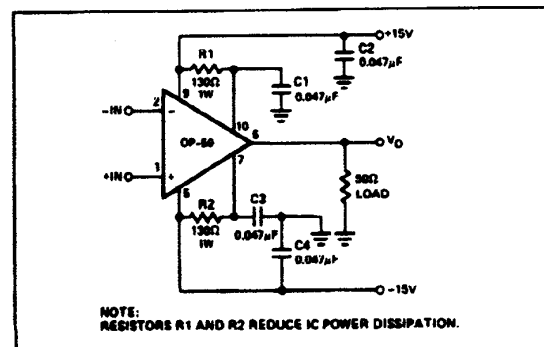 +15V
R1
C2
0.047µF
130Ω
1W
C1
0.047µF
9
-IN
2
-
10
OP-50
6
VO
7
+IN
1
+
5
50Ω
LOAD
R2
C3
130Ω
1W
0.047µF
C4
0.047µF
-15V
NOTE:
RESISTORS R1 AND R2 REDUCE IC POWER DISSIPATION.